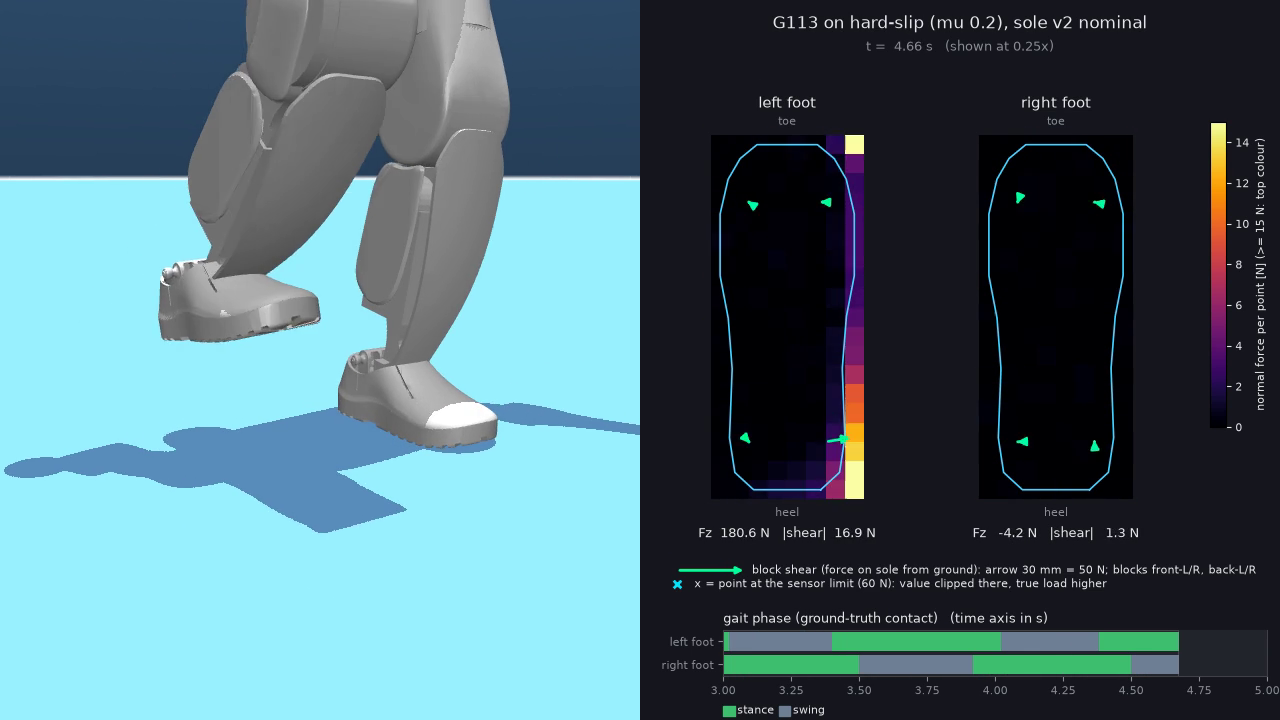 G113 on hard-slip (mu 0.2), sole v2 nominal
t =  4.66 s   (shown at 0.25x)
left foot
right foot
toe
toe
14
12
10
8
6
4
2
0
normal force per point [N] (>= 15 N: top colour)
heel
heel
Fz  180.6 N   |shear|  16.9 N
Fz   -4.2 N   |shear|   1.3 N
block shear (force on sole from ground): arrow 30 mm = 50 N; blocks front-L/R, back-L/R
x = point at the sensor limit (60 N): value clipped there, true load higher
gait phase (ground-truth contact)   (time axis in s)
left foot
right foot
3.00 3.25 3.50 3.75 4.00 4.25 4.50 4.75 5.00
stance swing